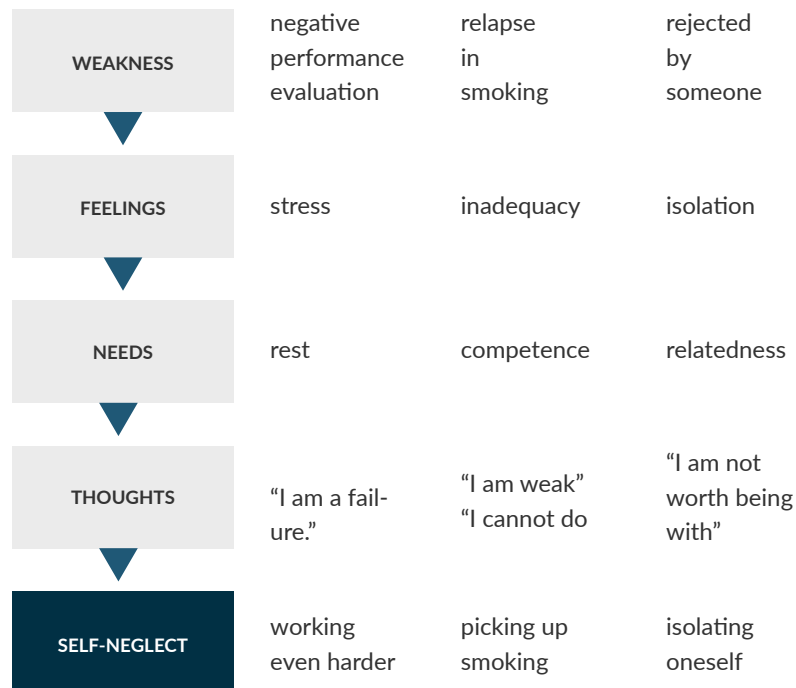 WEAKNESS
negative
performance
evaluation
relapse
in
smoking
rejected
by
someone
FEELINGS
stress
inadequacy
isolation
NEEDS
rest
competence
relatedness
THOUGHTS
“I am a fail-
ure.”
“I am weak”
“I cannot do
“I am not
worth being
with”
SELF-NEGLECT
working
even harder
picking up
smoking
isolating
oneself